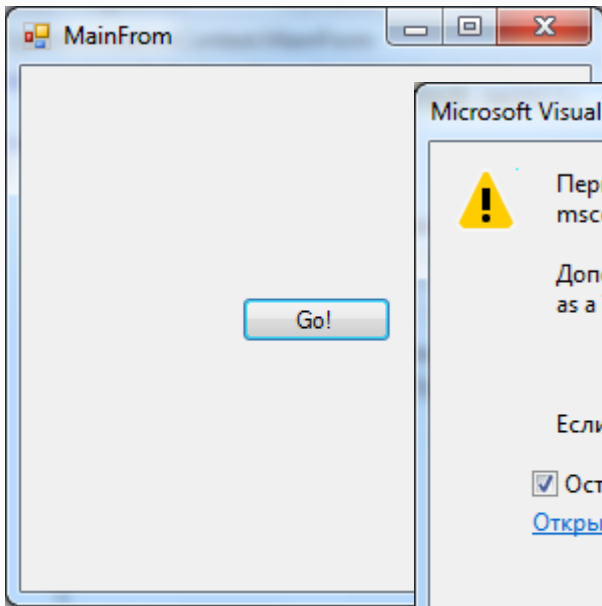 MainFrom
Go!
Microsoft Visual
Пер
msc
Доп
as a
Если
Ост
Откры